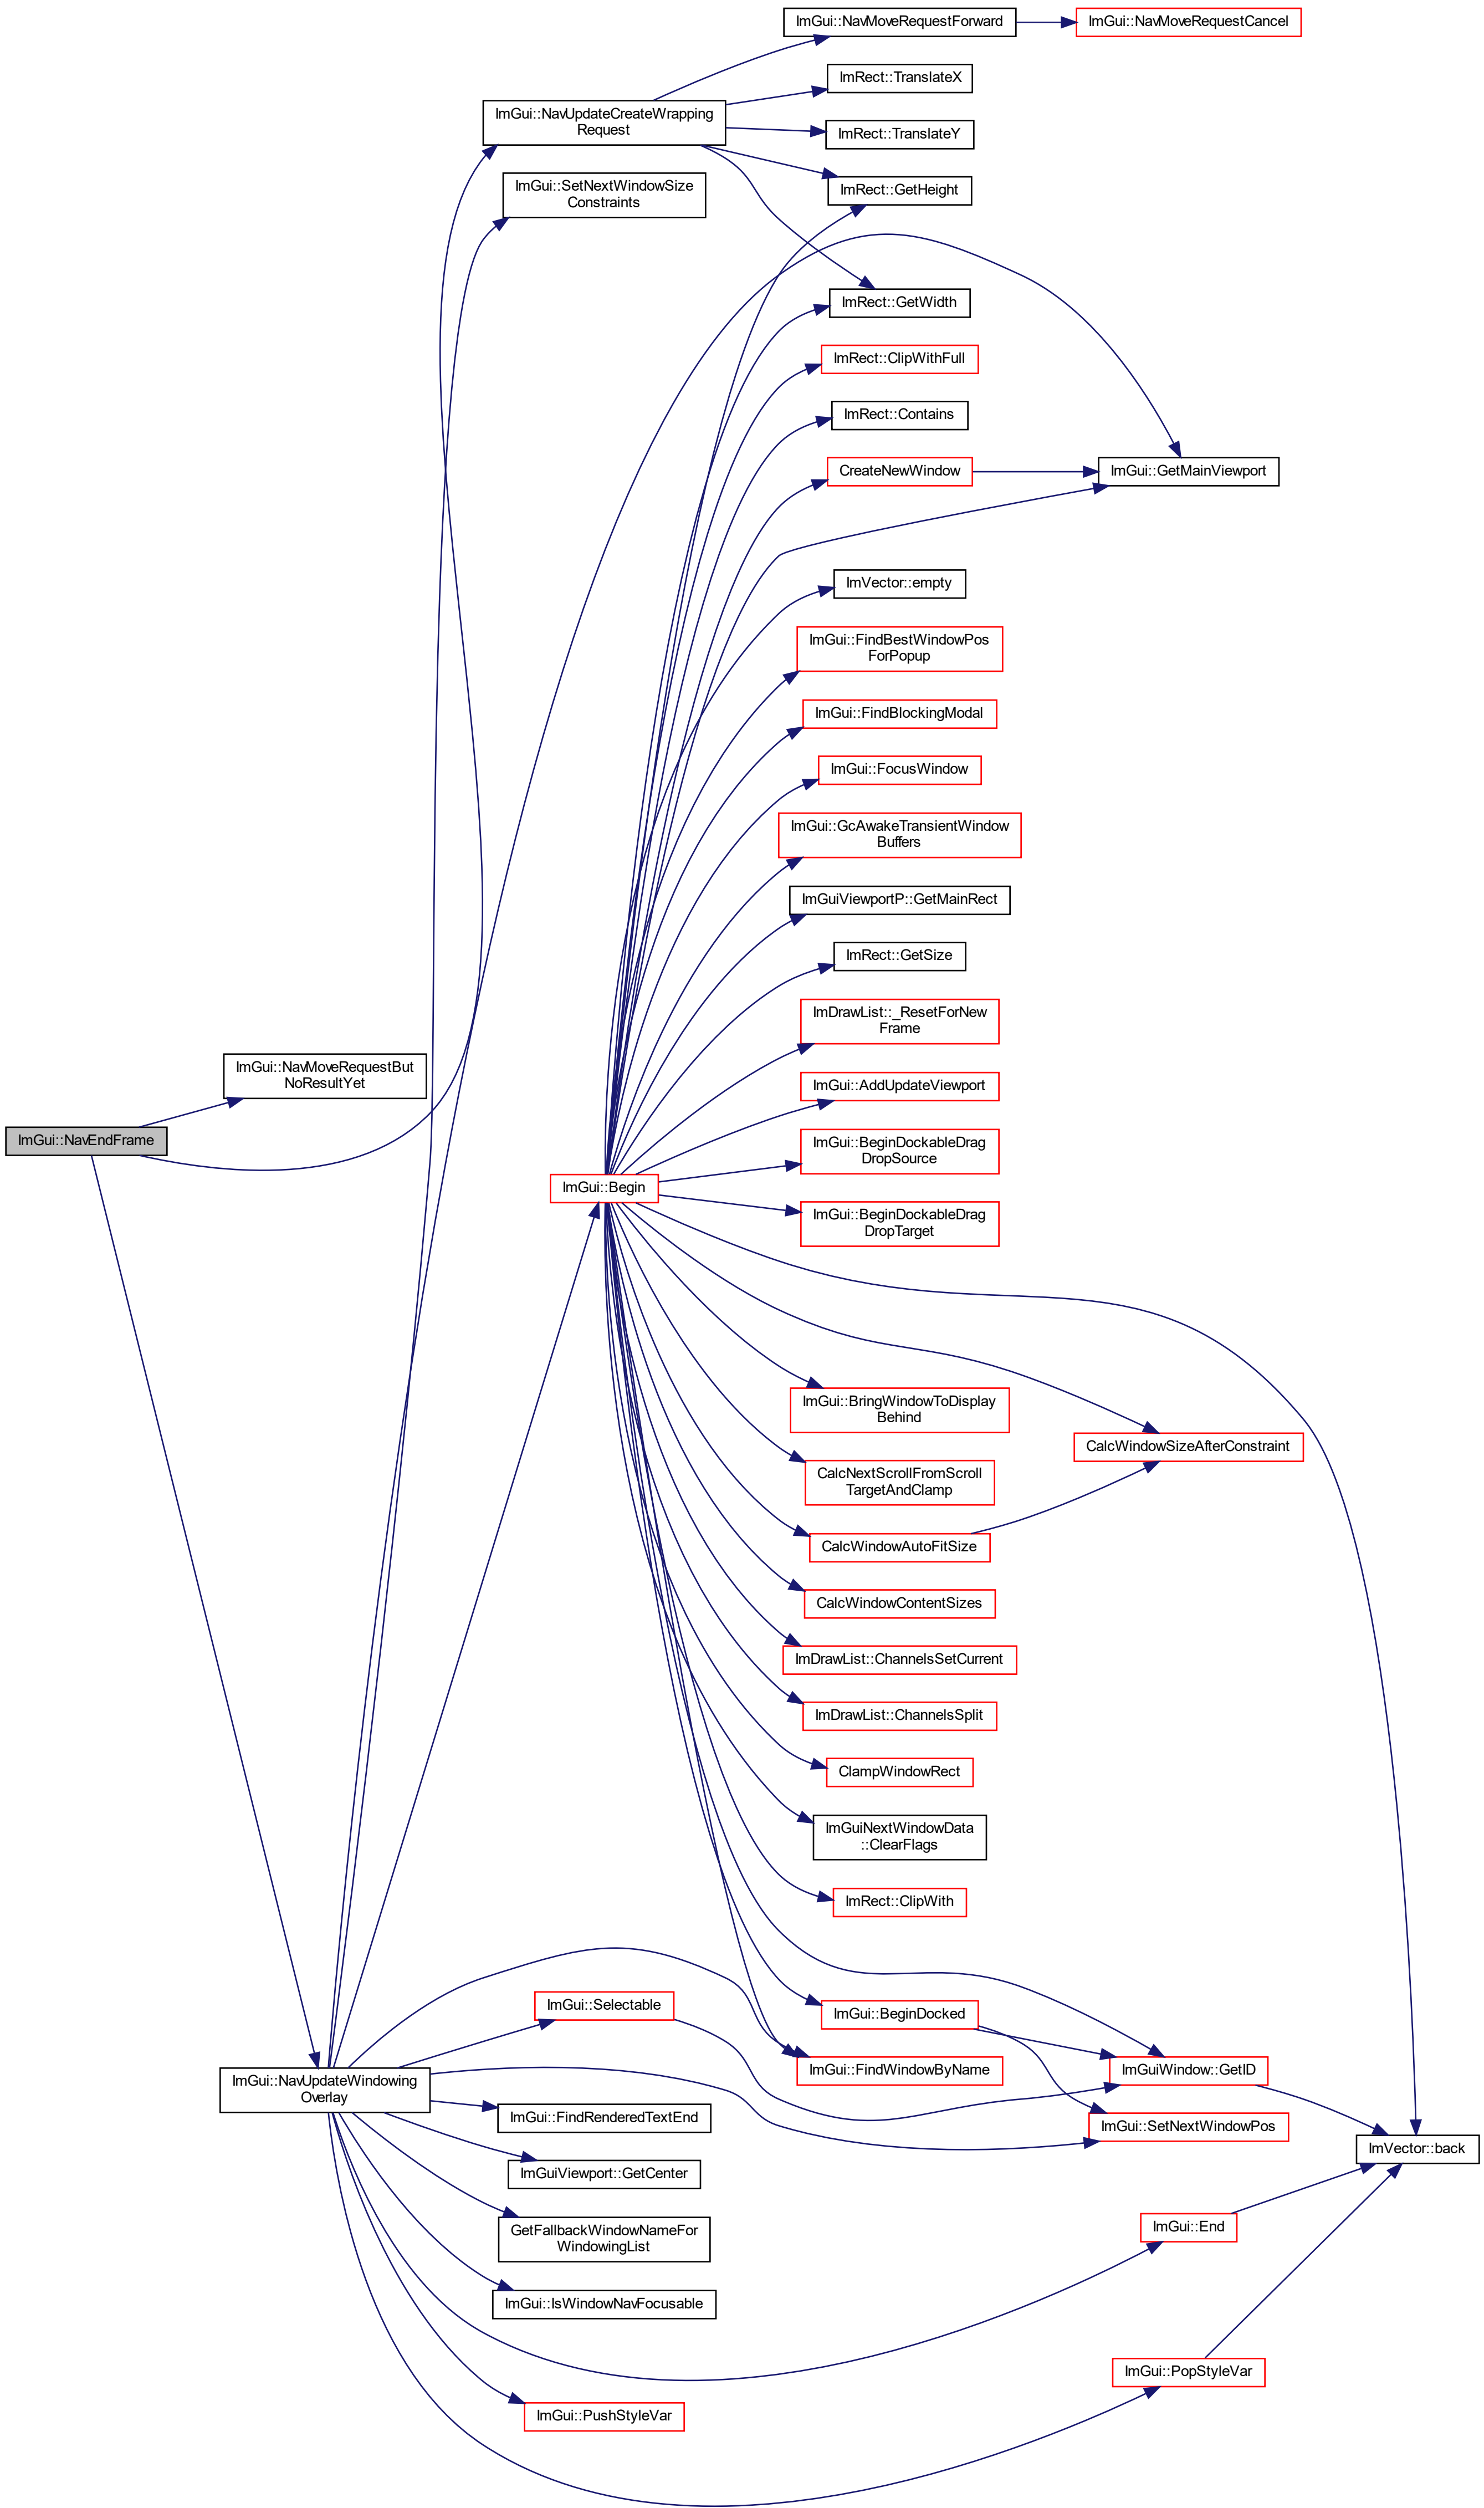 ImGui::NavMoveRequestForward
ImGui::NavMoveRequestCancel
ImRect::TranslateX
ImGui::NavUpdateCreateWrapping
Request
ImRect::TranslateY
ImGui::SetNextWindowSize
Constraints
ImRect::GetHeight
ImRect::GetWidth
ImRect::ClipWithFull
ImRect::Contains
CreateNewWindow
ImGui::GetMainViewport
ImVector::empty
ImGui::FindBestWindowPos
ForPopup
ImGui::FindBlockingModal
ImGui::FocusWindow
ImGui::GcAwakeTransientWindow
Buffers
ImGuiViewportP::GetMainRect
ImRect::GetSize
ImDrawList::_ResetForNew
Frame
ImGui::NavMoveRequestBut
NoResultYet
ImGui::AddUpdateViewport
ImGui::NavEndFrame
ImGui::BeginDockableDrag
DropSource
ImGui::Begin
ImGui::BeginDockableDrag
DropTarget
ImGui::BringWindowToDisplay
Behind
CalcWindowSizeAfterConstraint
CalcNextScrollFromScroll
TargetAndClamp
CalcWindowAutoFitSize
CalcWindowContentSizes
ImDrawList::ChannelsSetCurrent
ImDrawList::ChannelsSplit
ClampWindowRect
ImGuiNextWindowData
::ClearFlags
ImRect::ClipWith
ImGui::Selectable
ImGui::BeginDocked
ImGui::NavUpdateWindowing
Overlay
ImGui::FindWindowByName
ImGuiWindow::GetID
ImGui::FindRenderedTextEnd
ImGui::SetNextWindowPos
ImVector::back
ImGuiViewport::GetCenter
GetFallbackWindowNameFor
WindowingList
ImGui::End
ImGui::IsWindowNavFocusable
ImGui::PopStyleVar
ImGui::PushStyleVar